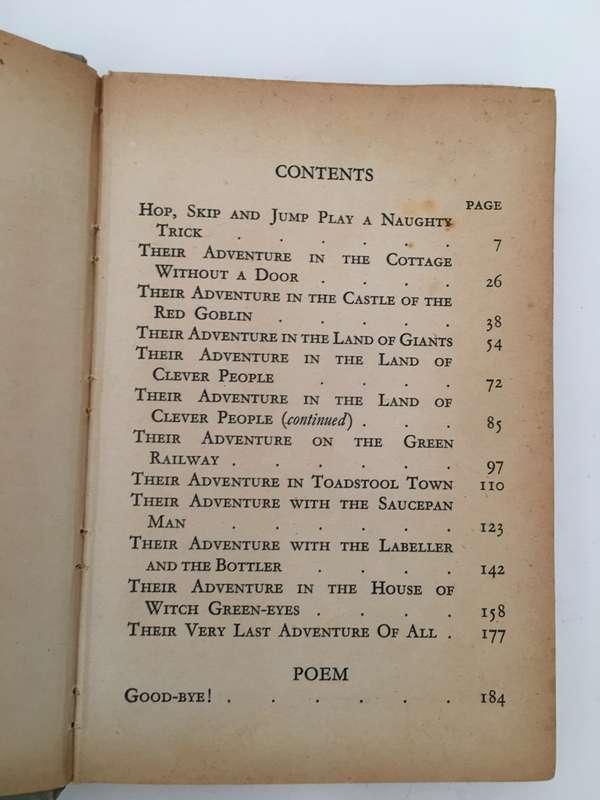 CONTENTS
PAGE
HOP, SKIP AND JUMP PLAY A NAUGHTY
TRICK . . . . . . 7
THEIR ADVENTURE IN THE COTTAGE
WITHOUT A DOOR . . . . 26
THEIR ADVENTURE IN THE CASTLE OF THE
RED GOBLIN . . . . . 38
THEIR ADVENTURE IN THE LAND OF GIANTS 54
THEIR ADVENTURE IN THE LAND OF
CLEVER PEOPLE . . . . 72
THEIR ADVENTURE IN THE LAND OF
CLEVER PEOPLE (continued) . . . 85
THEIR ADVENTURE ON THE GREEN
RAILWAY . . . . . . 97
THEIR ADVENTURE IN TOADSTOOL TOWN 110
THEIR ADVENTURE WITH THE SAUCEPAN
MAN . . . . . . 123
THEIR ADVENTURE WITH THE LABELLER
AND THE BOTTLER . . . . 142
THEIR ADVENTURE IN THE HOUSE OF
WITCH GREEN-EYES . . . . 158
THEIR VERY LAST ADVENTURE OF ALL . 177
POEM
GOOD-BYE! . . . . . . 184